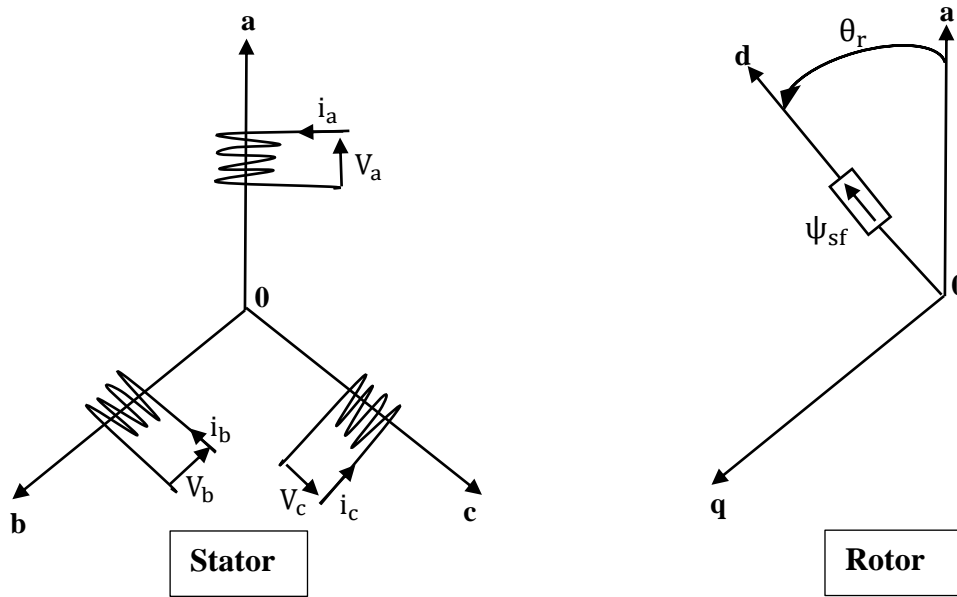 a
i_a
V_a
0
i_b
V_b
b
V_c
i_c
c
Stator
a
θ_r
d
ψ_sf
q
Rotor